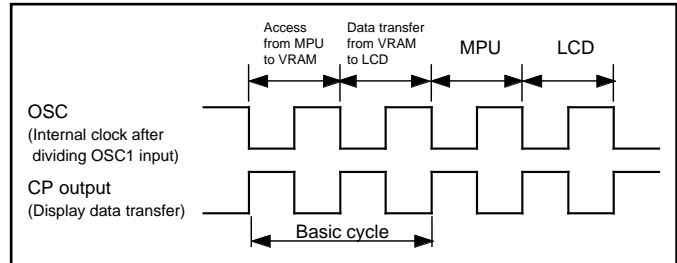 Access
from MPU
to VRAM
Data transfer
from VRAM
to LCD
MPU
LCD
OSC
(Internal clock after
dividing OSC1 input)
CP output
(Display data transfer)
Basic cycle